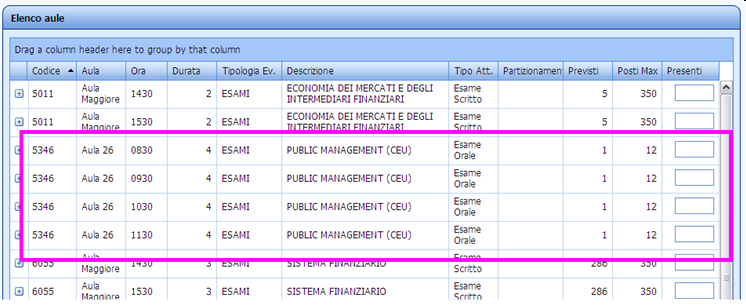 Elenco aule
Drag a column header here to group by that column
Codice Aula Ora Durata Tipologia Ev. Descrizione Tipo Att. Partizionament Previsti Posti Max Presenti
5011 Aula Maggiore 1430 2 ESAMI ECONOMIA DEI MERCATI E DEGLI INTERMEDIARI FINANZIARI Esame Scritto 5 350
5011 Aula Maggiore 1530 2 ESAMI ECONOMIA DEI MERCATI E DEGLI INTERMEDIARI FINANZIARI Esame Scritto 5 350
5346 Aula 26 0830 4 ESAMI PUBLIC MANAGEMENT (CEU) Esame Orale 1 12
5346 Aula 26 0930 4 ESAMI PUBLIC MANAGEMENT (CEU) Esame Orale 1 12
5346 Aula 26 1030 4 ESAMI PUBLIC MANAGEMENT (CEU) Esame Orale 1 12
5346 Aula 26 1130 4 ESAMI PUBLIC MANAGEMENT (CEU) Esame Orale 1 12
6055 Aula Maggiore 1430 3 ESAMI SISTEMA FINANZIARIO Esame Scritto 286 350
6055 Aula Maggiore 1530 3 ESAMI SISTEMA FINANZIARIO Esame Scritto 286 350